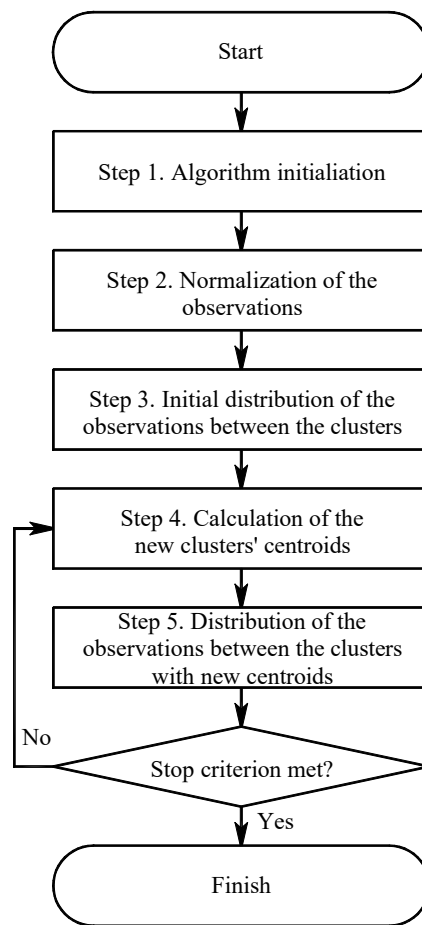 Start
Step 1. Algorithm initialiation
Step 2. Normalization of the
observations
Step 3. Initial distribution of the
observations between the clusters
Step 4. Calculation of the
new clusters' centroids
Step 5. Distribution of the
observations between the clusters
with new centroids
No
Stop criterion met?
Yes
Finish